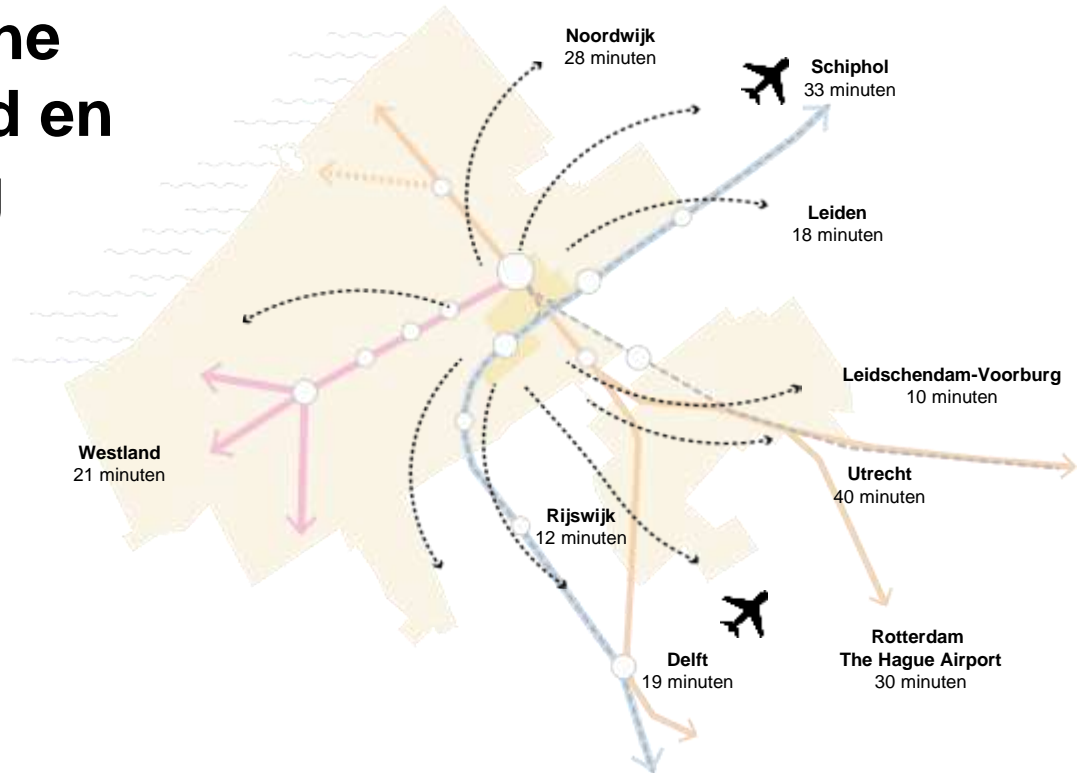 en
Noordwijk
28 minuten
Schiphol
33 minuten
Leiden
18 minuten
Leidschendam-Voorburg
10 minuten
Westland
21 minuten
Utrecht
40 minuten
Rijswijk
12 minuten
Delft
19 minuten
Rotterdam
The Hague Airport
30 minuten